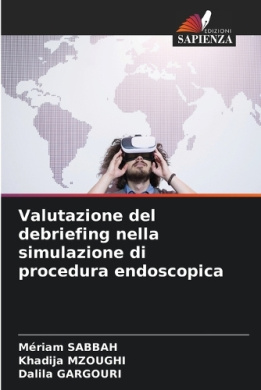 EDIZIONI
SAPIENZA
Valutazione del
debriefing nella
simulazione di
procedura endoscopica
Mériam SABBAH
Khadija MZOUGHI
Dalila GARGOURI